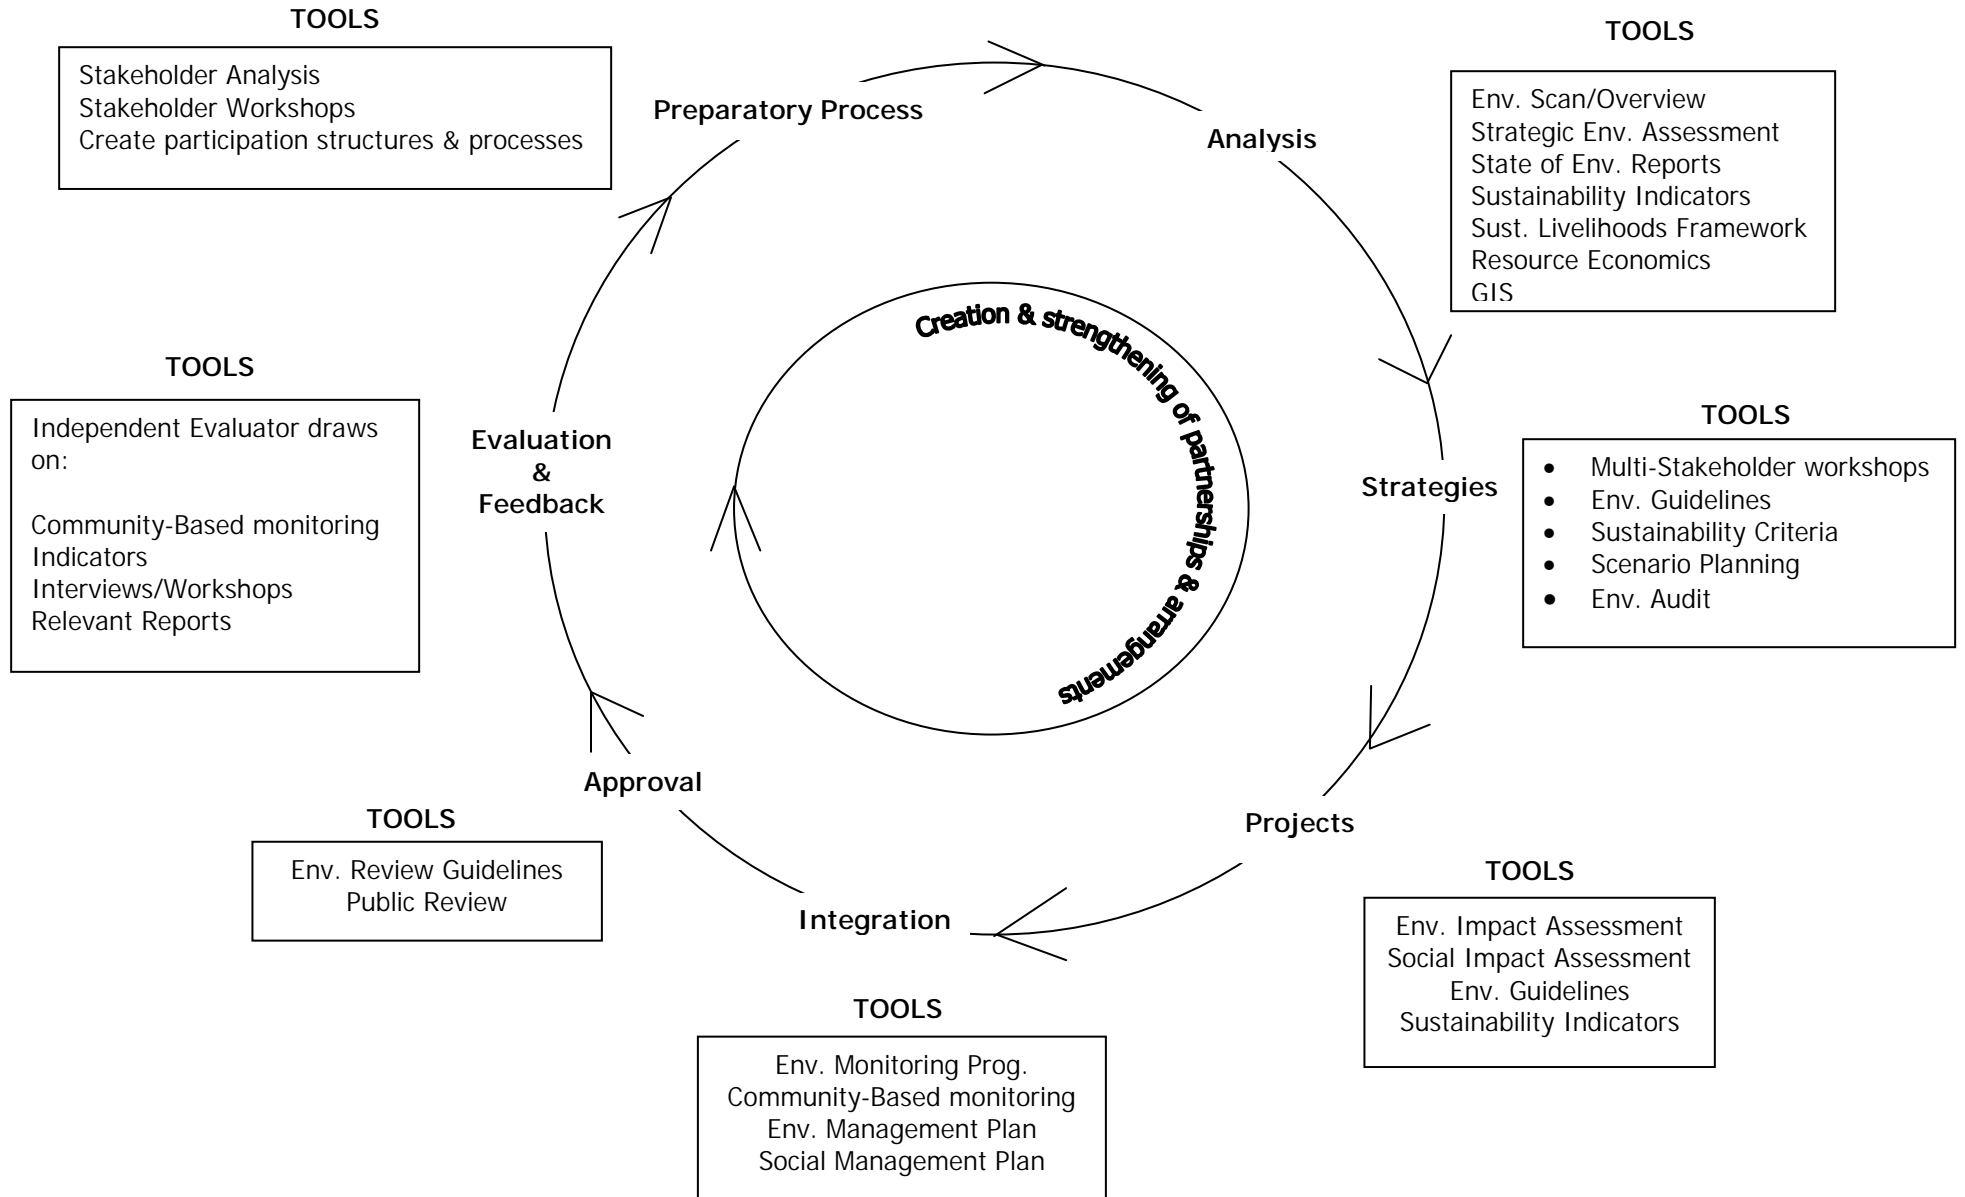 TOOLS
Stakeholder Analysis
Stakeholder Workshops
Create participation structures & processes
Preparatory Process
Analysis
TOOLS
Env. Scan/Overview
Strategic Env. Assessment
State of Env. Reports
Sustainability Indicators
Sust. Livelihoods Framework
Resource Economics
GIS
Creation & strengthening of partnerships & arrangements
Strategies
TOOLS
• Multi-Stakeholder workshops
• Env. Guidelines
• Sustainability Criteria
• Scenario Planning
• Env. Audit
Projects
TOOLS
Env. Impact Assessment
Social Impact Assessment
Env. Guidelines
Sustainability Indicators
Integration
TOOLS
Env. Monitoring Prog.
Community-Based monitoring
Env. Management Plan
Social Management Plan
Approval
TOOLS
Env. Review Guidelines
Public Review
Evaluation
&
Feedback
TOOLS
Independent Evaluator draws
on:
Community-Based monitoring
Indicators
Interviews/Workshops
Relevant Reports